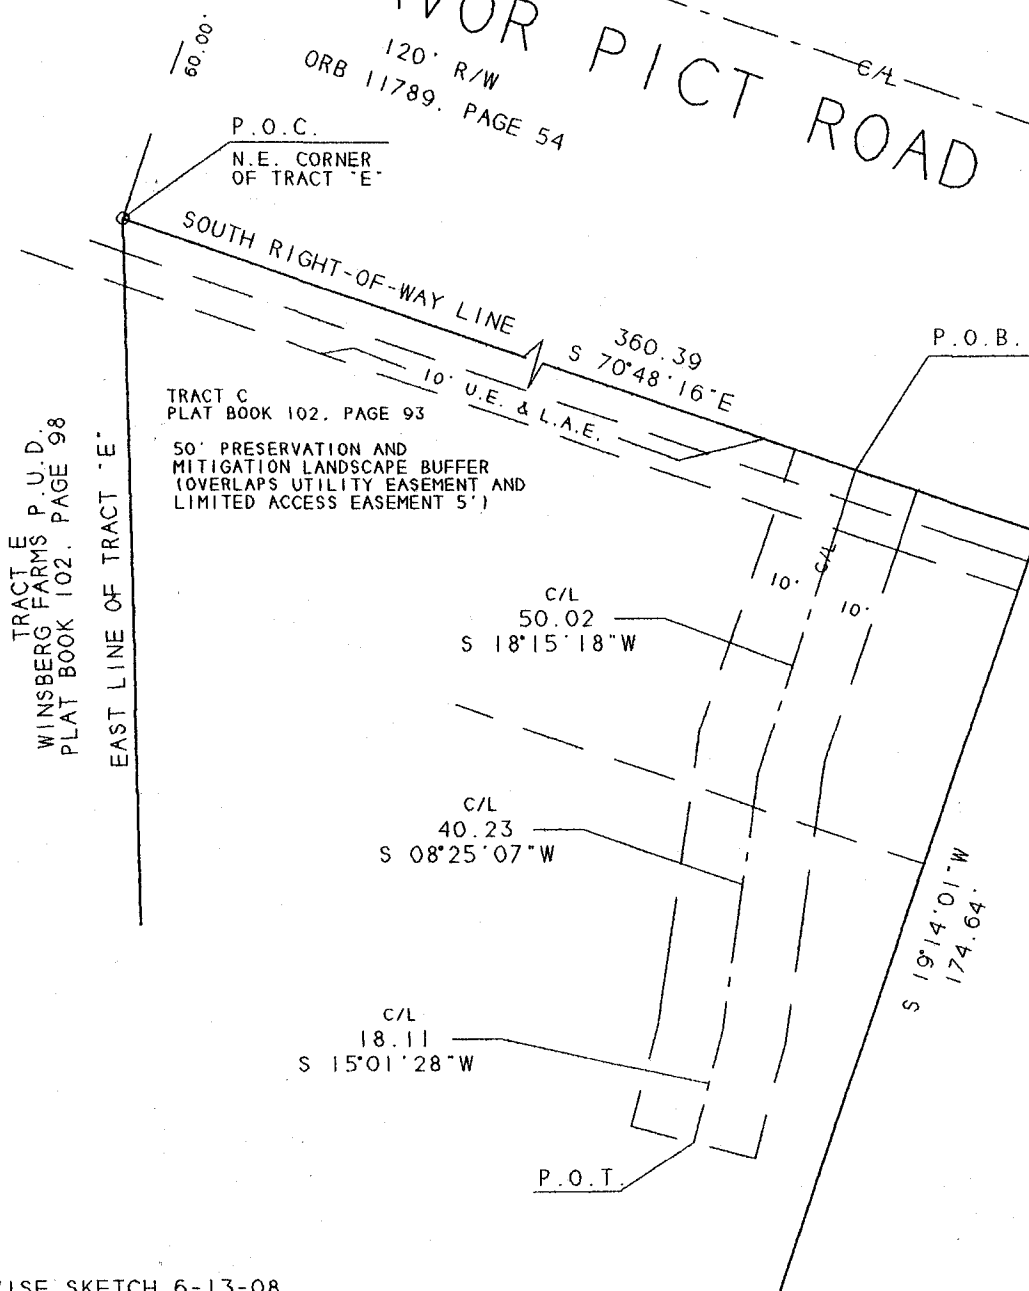 60.00'
PICT ROAD
120' R/W
ORB 11789, PAGE 54
C/L
P.O.C.
N.E. CORNER
OF TRACT "E"
SOUTH RIGHT-OF-WAY LINE
360.39
S 70°48'16"E
P.O.B.
10' U.E. & L.A.E.
TRACT C
PLAT BOOK 102, PAGE 93
50' PRESERVATION AND
MITIGATION LANDSCAPE BUFFER
(OVERLAPS UTILITY EASEMENT AND
LIMITED ACCESS EASEMENT 5')
TRACT E
WINSBERG FARMS P.U.D.
PLAT BOOK 102, PAGE 98
EAST LINE OF TRACT "E"
C/L
10'
10'
C/L
50.02
S 18°15'18"W
C/L
40.23
S 08°25'07"W
S 19°14'01"W
174.64'
C/L
18.11
S 15°01'28"W
P.O.T.
SKETCH 6-13-08